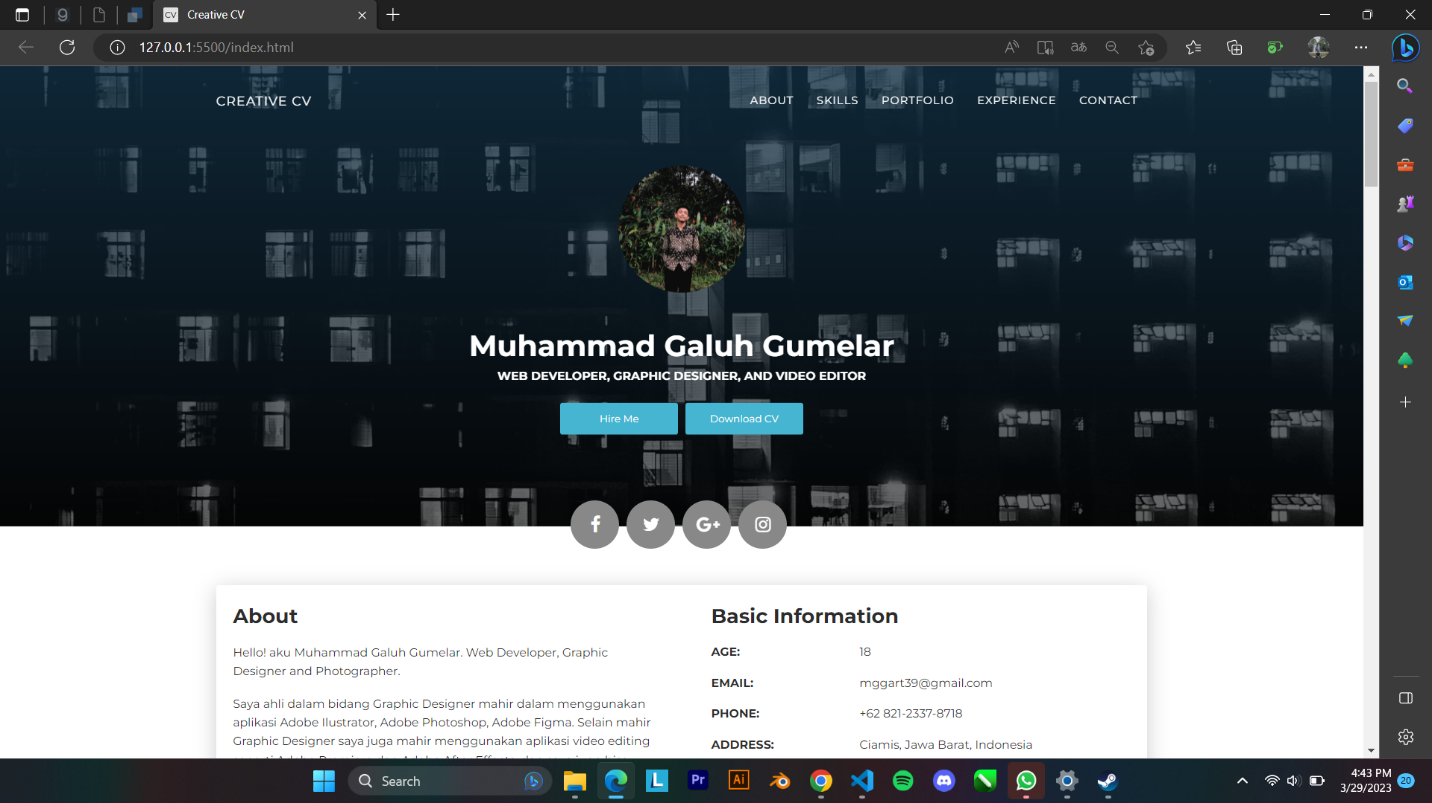 CV
Creative CV
127.0.0.1:5500/index.html
CREATIVE CV
ABOUT
SKILLS
PORTFOLIO
EXPERIENCE
CONTACT
Muhammad Galuh Gumelar
WEB DEVELOPER, GRAPHIC DESIGNER, AND VIDEO EDITOR
Hire Me
Download CV
About
Hello! aku Muhammad Galuh Gumelar. Web Developer, Graphic
Designer and Photographer.
Saya ahli dalam bidang Graphic Designer mahir dalam menggunakan
aplikasi Adobe Ilustrator, Adobe Photoshop, Adobe Figma. Selain mahir
Graphic Designer saya juga mahir menggunakan aplikasi video editing
Basic Information
AGE: 18
EMAIL: mggart39@gmail.com
PHONE: +62 821-2337-8718
ADDRESS: Ciamis, Jawa Barat, Indonesia
Search
L
Pr
Ai
4:43 PM
3/29/2023
20